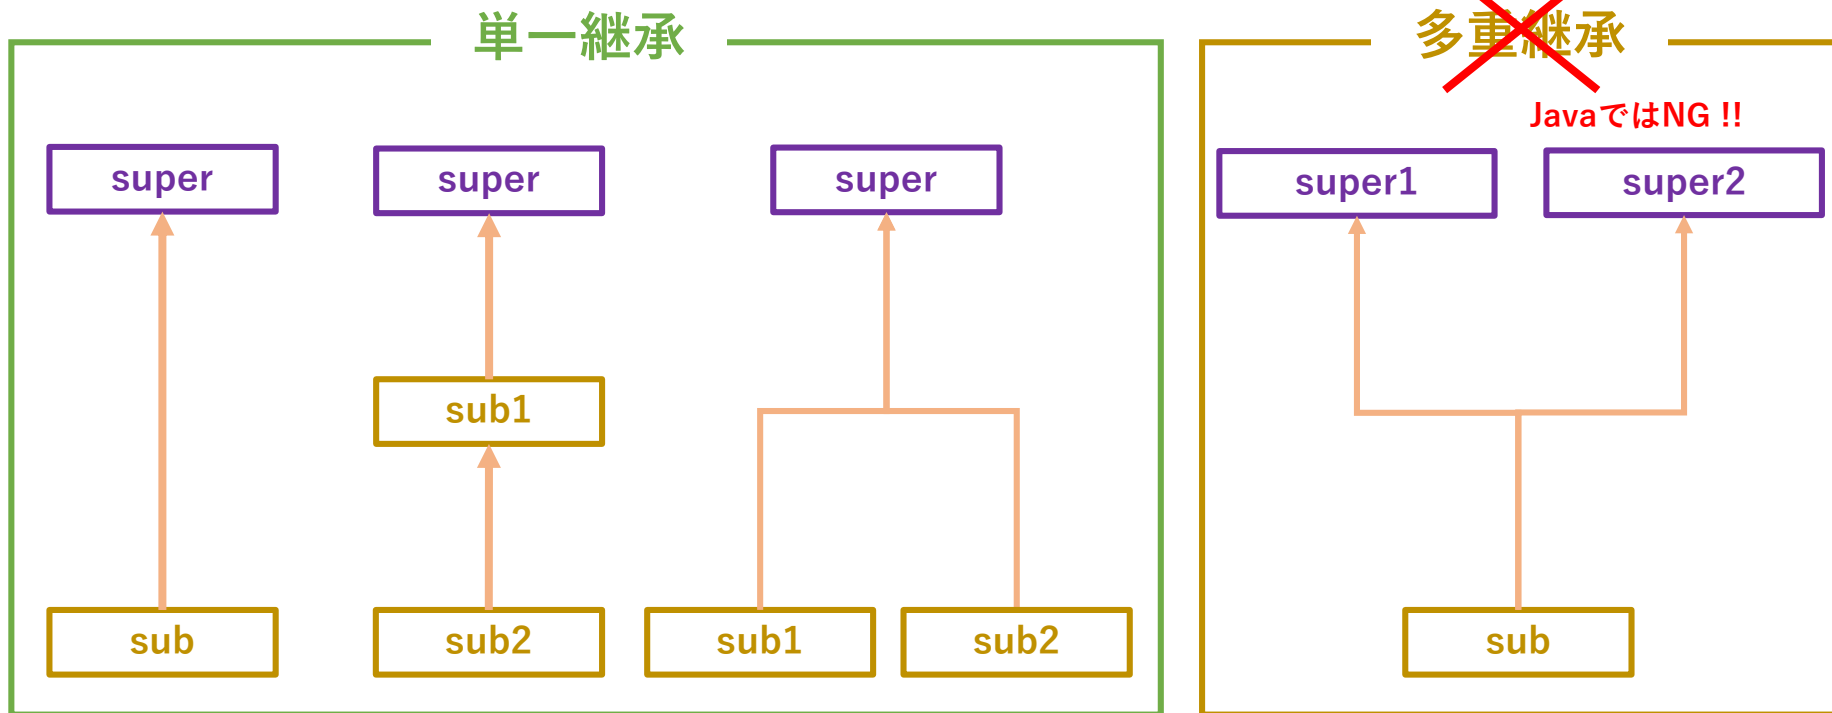 単一継承
多重継承
JavaではNG !!
super
super
super
super1
super2
sub1
sub
sub2
sub1
sub2
sub